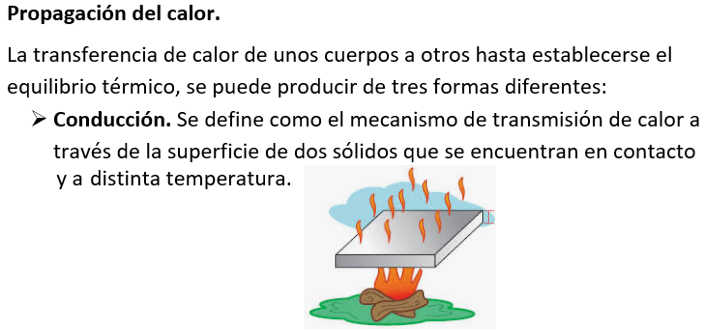 Propagación del calor.
La transferencia de calor de unos cuerpos a otros hasta establecerse el
equilibrio térmico, se puede producir de tres formas diferentes:
➢ Conducción. Se define como el mecanismo de transmisión de calor a
través de la superficie de dos sólidos que se encuentran en contacto
y a distinta temperatura.